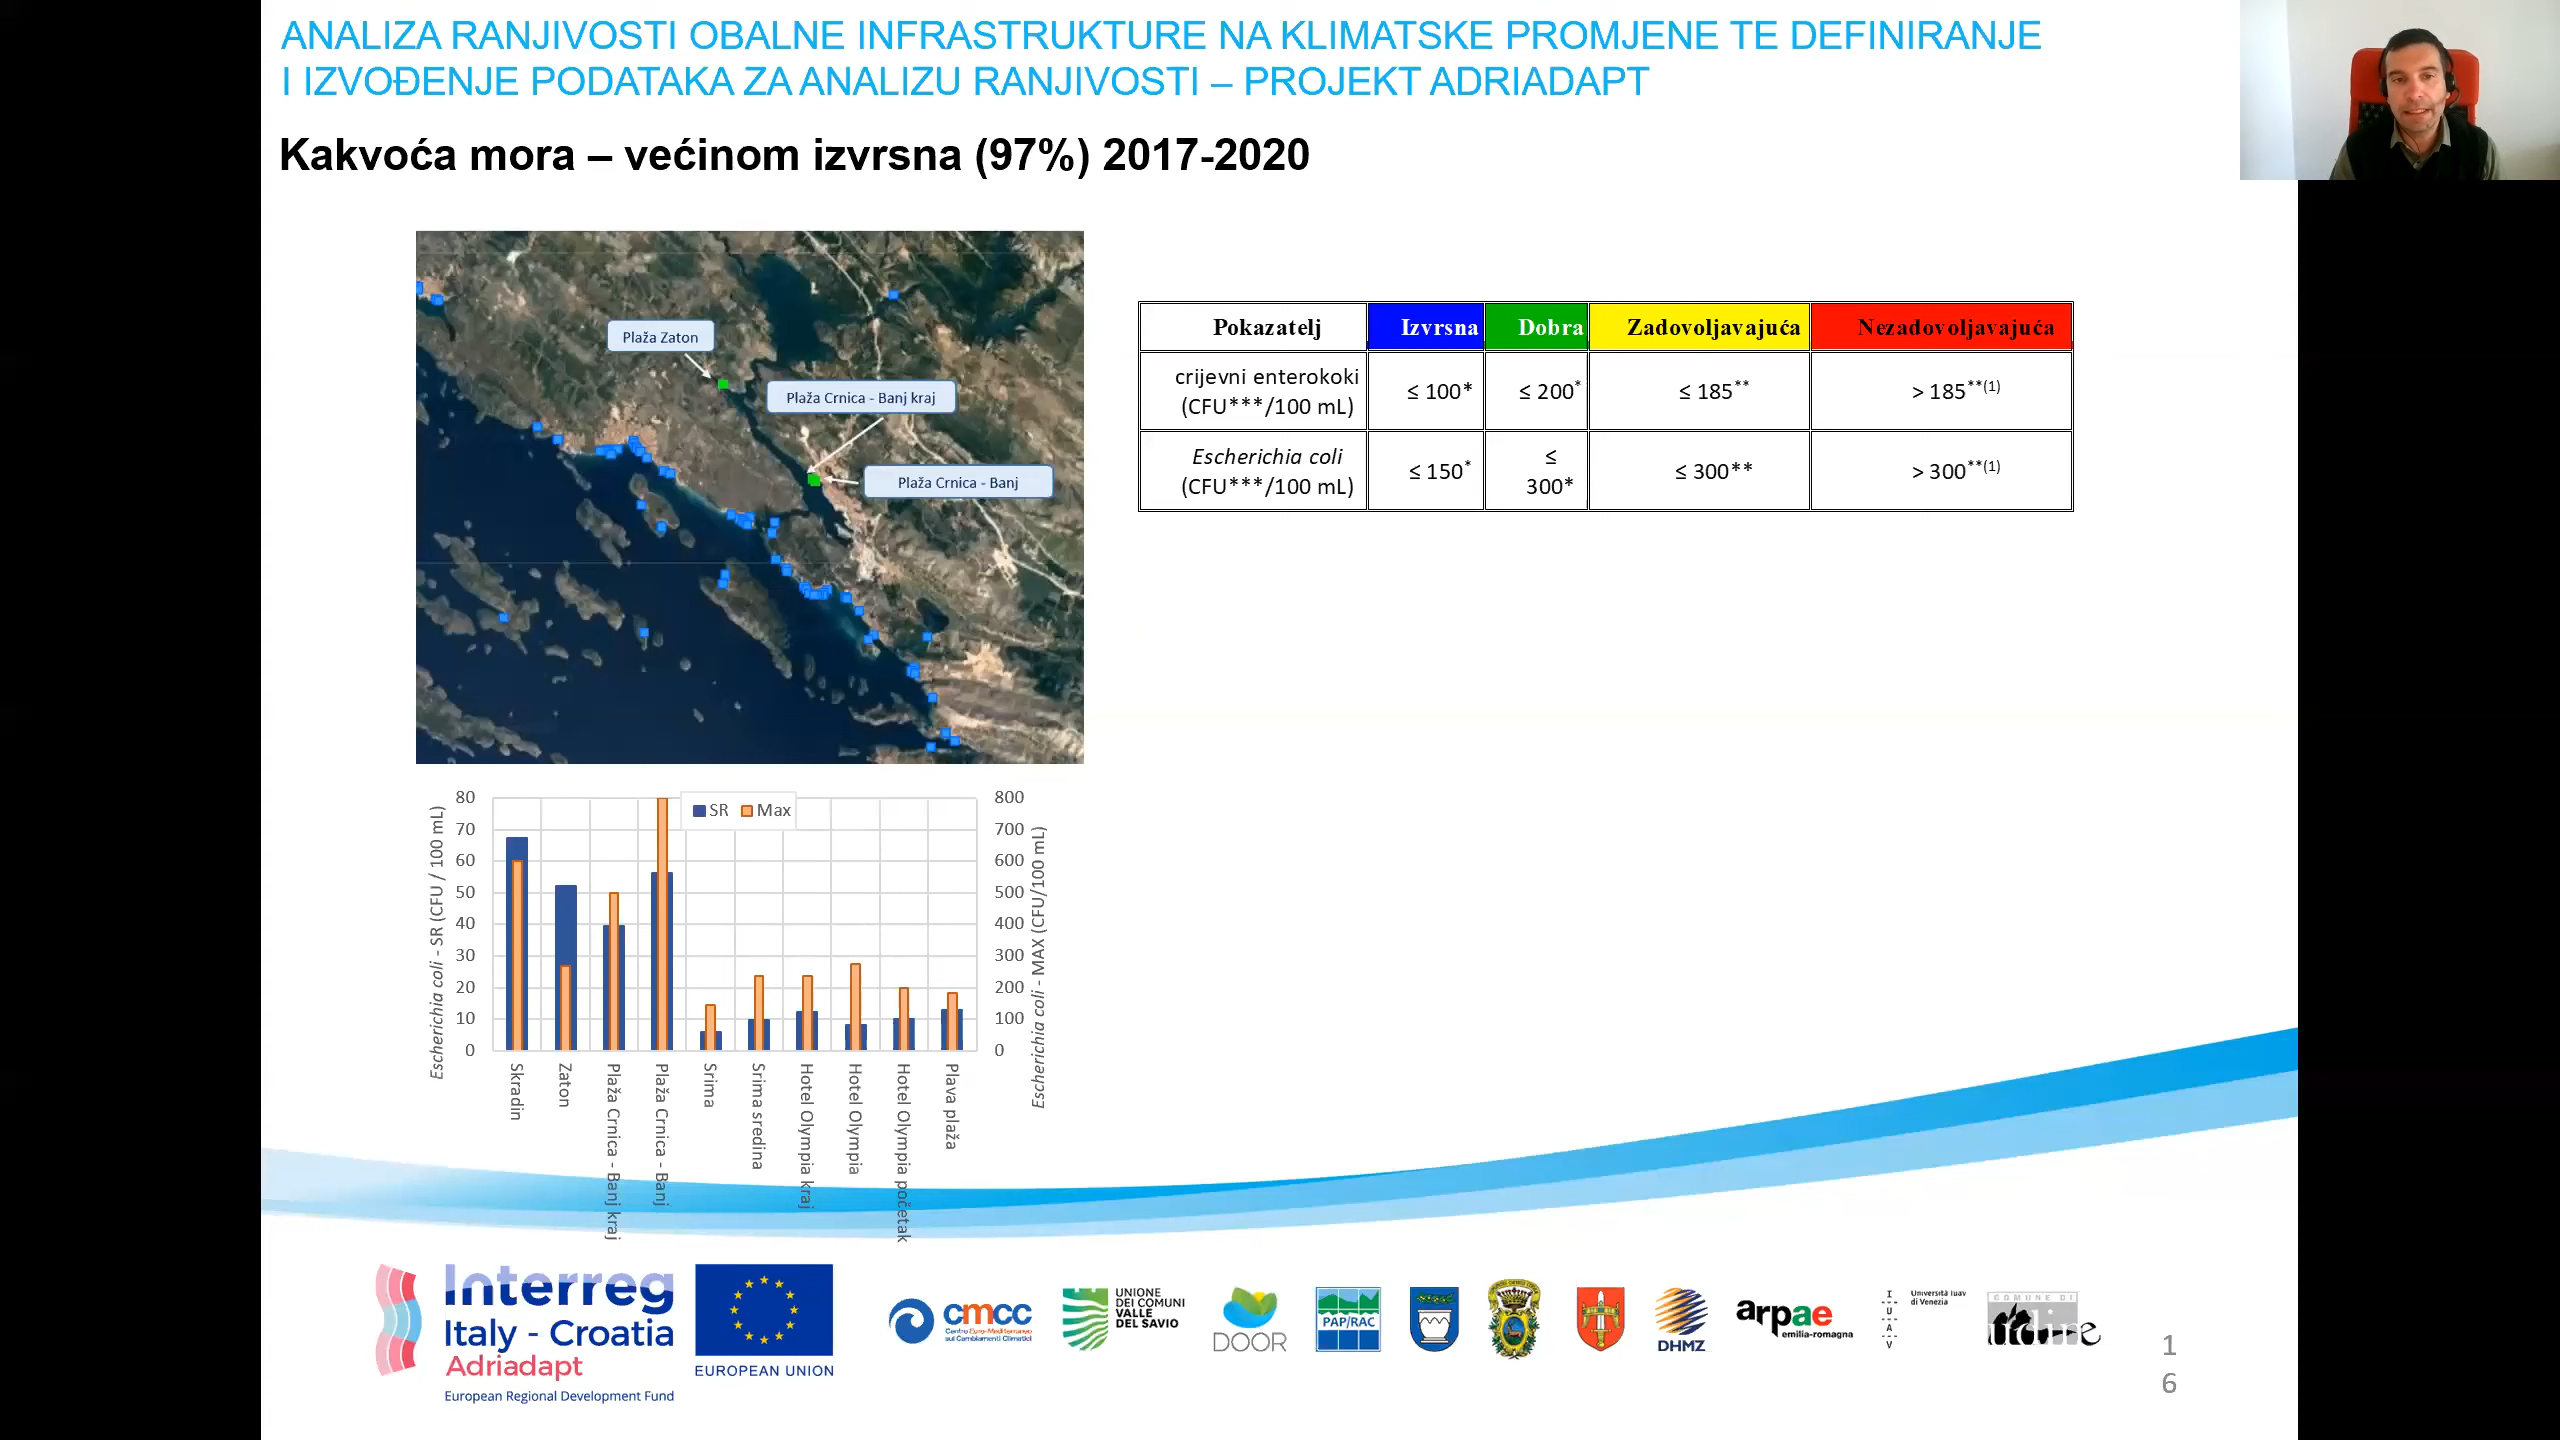 ANALIZA RANJIVOSTI OBALNE INFRASTRUKTURE NA KLIMATSKE PROMJENE TE DEFINIRANJE
I IZVOĐENJE PODATAKA ZA ANALIZU RANJIVOSTI – PROJEKT ADRIADAPT
Kakvoća mora – većinom izvrsna (97%) 2017-2020
Plaža Zaton
Plaža Crnica - Banj kraj
Plaža Crnica - Banj
Pokazatelj Izvrsna Dobra Zadovoljavajuća Nezadovoljavajuća
crijevni enterokoki
(CFU***/100 mL) ≤ 100* ≤ 200* ≤ 185** > 185**(1)
Escherichia coli
(CFU***/100 mL) ≤ 150* ≤ 300* ≤ 300** > 300**(1)
SR Max
Escherichia coli - SR (CFU / 100 mL)
80
70
60
50
40
30
20
10
0
800
700
600
500
400
300
200
100
0
Escherichia coli - MAX (CFU/100 mL)
Skradin
Zaton
Plaža Crnica - Banj kraj
Plaža Crnica - Banj
Srima
Srima sredina
Hotel Olympia kraj
Hotel Olympia
Hotel Olympia početak
Plava plaža
Interreg
Italy - Croatia
Adriadapt
European Regional Development Fund
EUROPEAN UNION
cmcc
Centro Euro-Mediterraneo
sui Cambiamenti Climatici
UNIONE
DEI COMUNI
VALLE
DEL SAVIO
DOOR
PAP/RAC
DHMZ
arpae
emilia-romagna
I
U
A
V
Università Iuav
di Venezia
COMUNE DI
udine
1
6